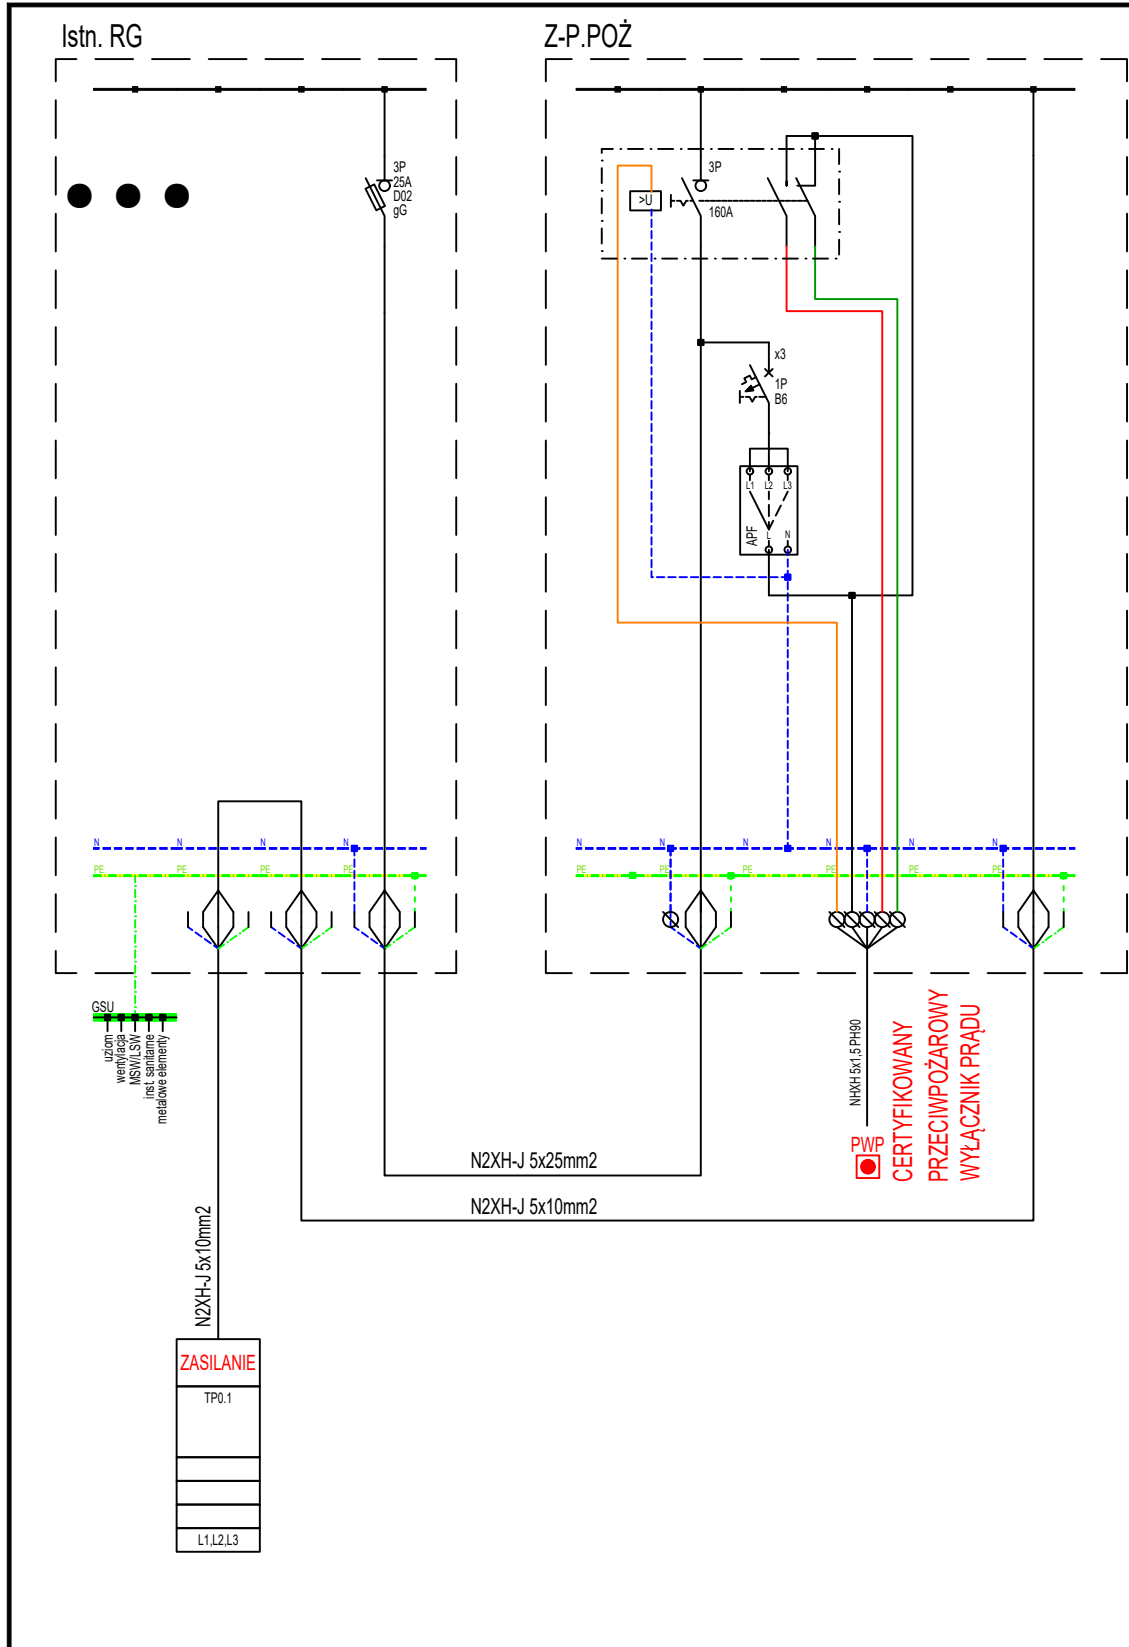 Istn. RG
Z-P.POŻ
3P
25A
D02
gG
3P
>U
160A
x3
1P
B6
L1 L2 L3
APF
L N
N N N N
PE PE PE PE
N N N N N N
PE PE PE PE PE PE
GSU
uziom
wentylacja
MSW/LSW
inst. sanitarne
metalowe elementy
NHXH 5x1,5 PH90
PWP
CERTYFIKOWANY
PRZECIWPOŻAROWY
WYŁĄCZNIK PRĄDU
N2XH-J 5x25mm2
N2XH-J 5x10mm2
N2XH-J 5x10mm2
ZASILANIE
TP0.1
L1,L2,L3